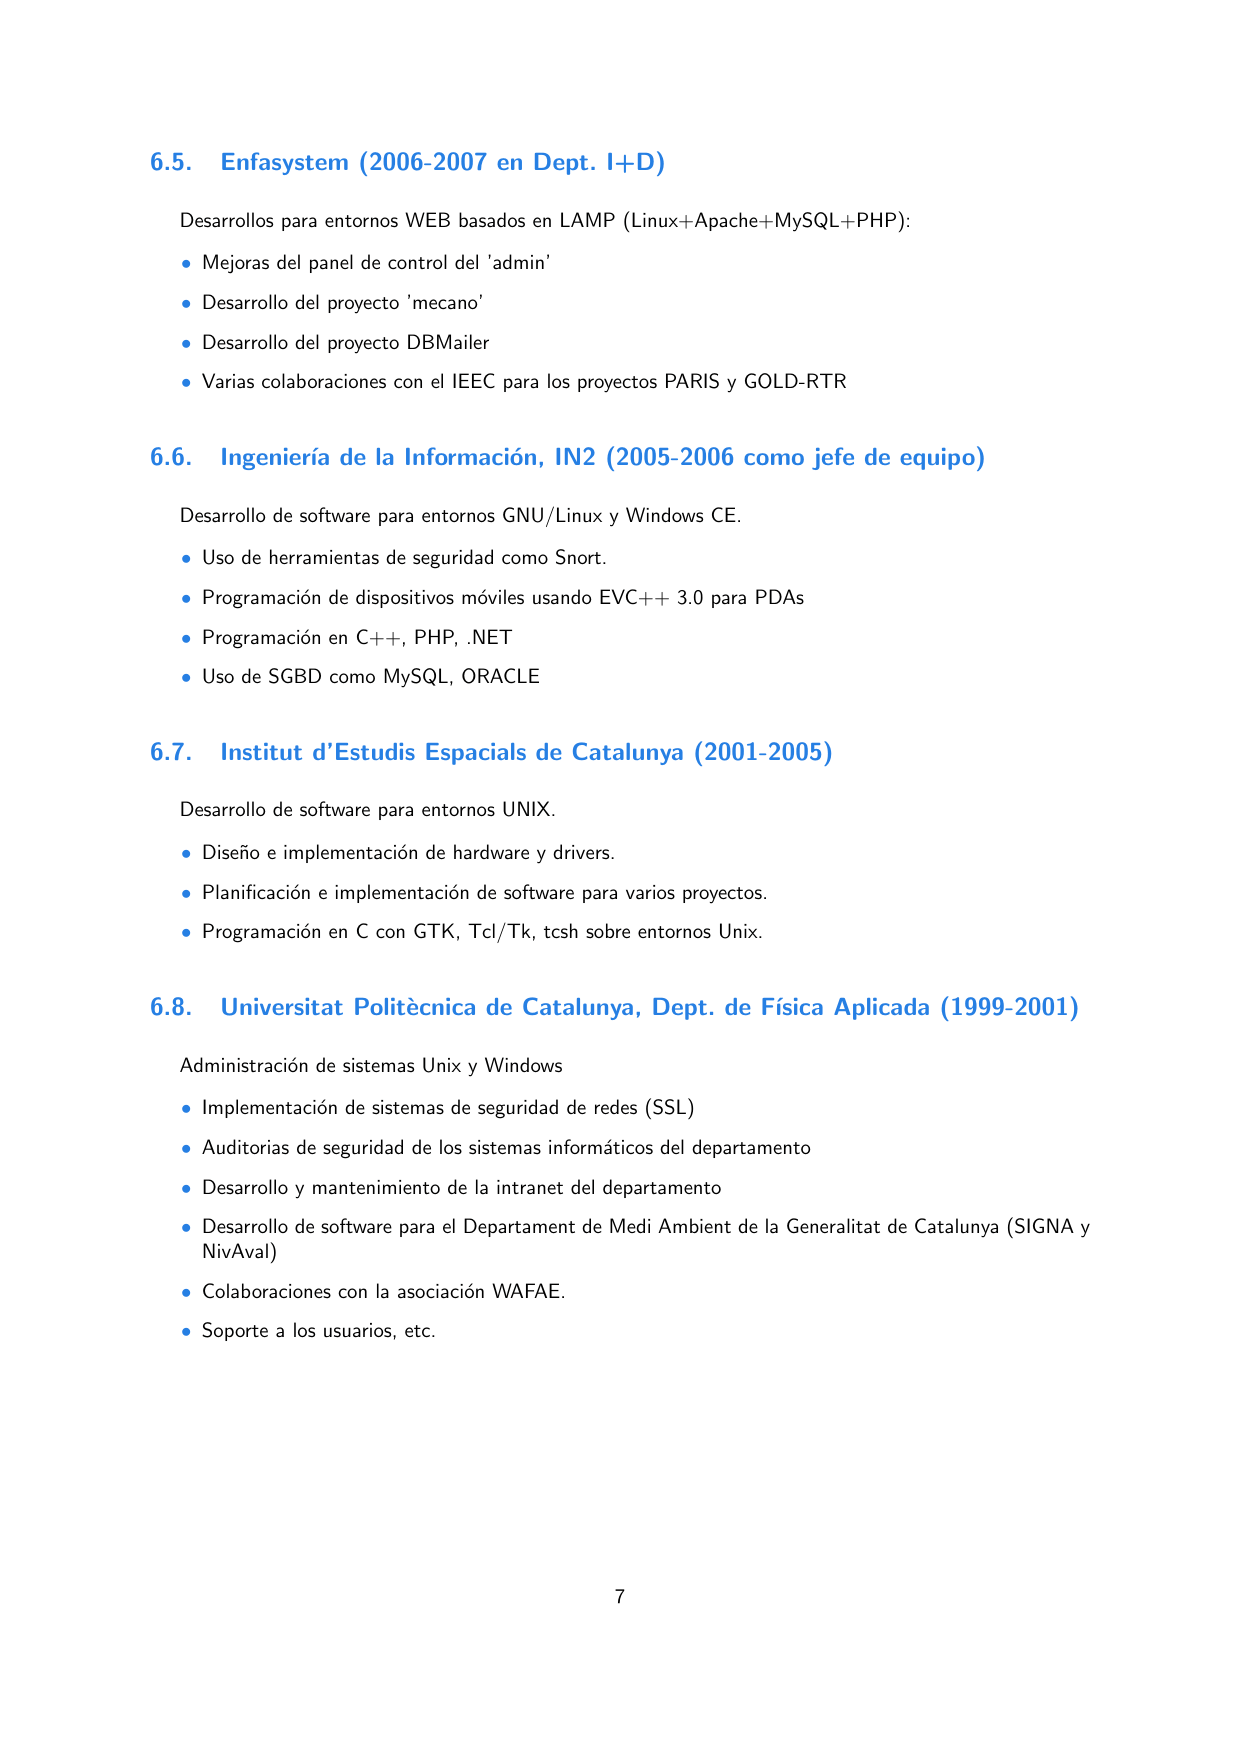 6.5. Enfasystem (2006-2007 en Dept. I+D)
Desarrollos para entornos WEB basados en LAMP (Linux+Apache+MySQL+PHP):
• Mejoras del panel de control del ’admin’
• Desarrollo del proyecto ’mecano’
• Desarrollo del proyecto DBMailer
• Varias colaboraciones con el IEEC para los proyectos PARIS y GOLD-RTR
6.6. Ingeniería de la Información, IN2 (2005-2006 como jefe de equipo)
Desarrollo de software para entornos GNU/Linux y Windows CE.
• Uso de herramientas de seguridad como Snort.
• Programación de dispositivos móviles usando EVC++ 3.0 para PDAs
• Programación en C++, PHP, .NET
• Uso de SGBD como MySQL, ORACLE
6.7. Institut d’Estudis Espacials de Catalunya (2001-2005)
Desarrollo de software para entornos UNIX.
• Diseño e implementación de hardware y drivers.
• Planificación e implementación de software para varios proyectos.
• Programación en C con GTK, Tcl/Tk, tcsh sobre entornos Unix.
6.8. Universitat Politècnica de Catalunya, Dept. de Física Aplicada (1999-2001)
Administración de sistemas Unix y Windows
• Implementación de sistemas de seguridad de redes (SSL)
• Auditorias de seguridad de los sistemas informáticos del departamento
• Desarrollo y mantenimiento de la intranet del departamento
• Desarrollo de software para el Departament de Medi Ambient de la Generalitat de Catalunya (SIGNA y
NivAval)
• Colaboraciones con la asociación WAFAE.
• Soporte a los usuarios, etc.
7